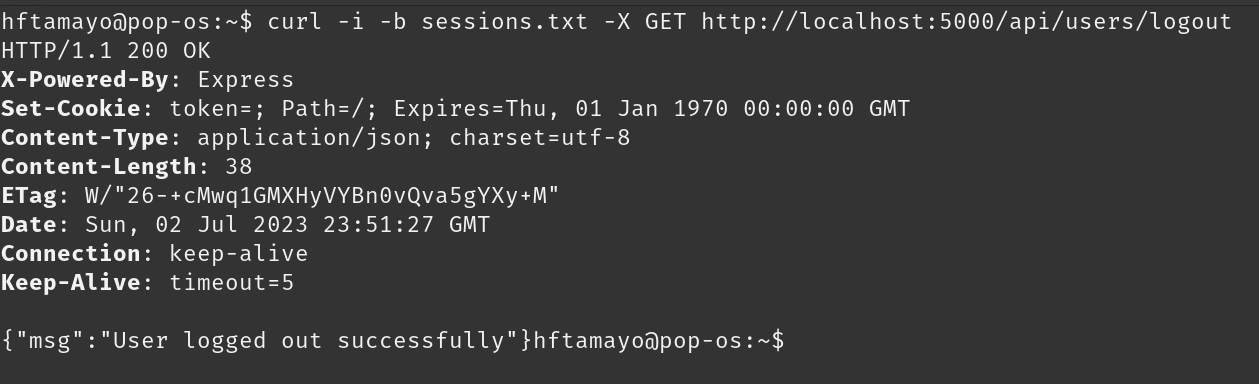 hftamayo@pop-os:~$ curl -i -b sessions.txt -X GET http://localhost:5000/api/users/logout
HTTP/1.1 200 OK
X-Powered-By: Express
Set-Cookie: token=; Path=/; Expires=Thu, 01 Jan 1970 00:00:00 GMT
Content-Type: application/json; charset=utf-8
Content-Length: 38
ETag: W/"26-+cMwq1GMXHyVYBn0vQva5gYXy+M"
Date: Sun, 02 Jul 2023 23:51:27 GMT
Connection: keep-alive
Keep-Alive: timeout=5
{"msg":"User logged out successfully"}hftamayo@pop-os:~$